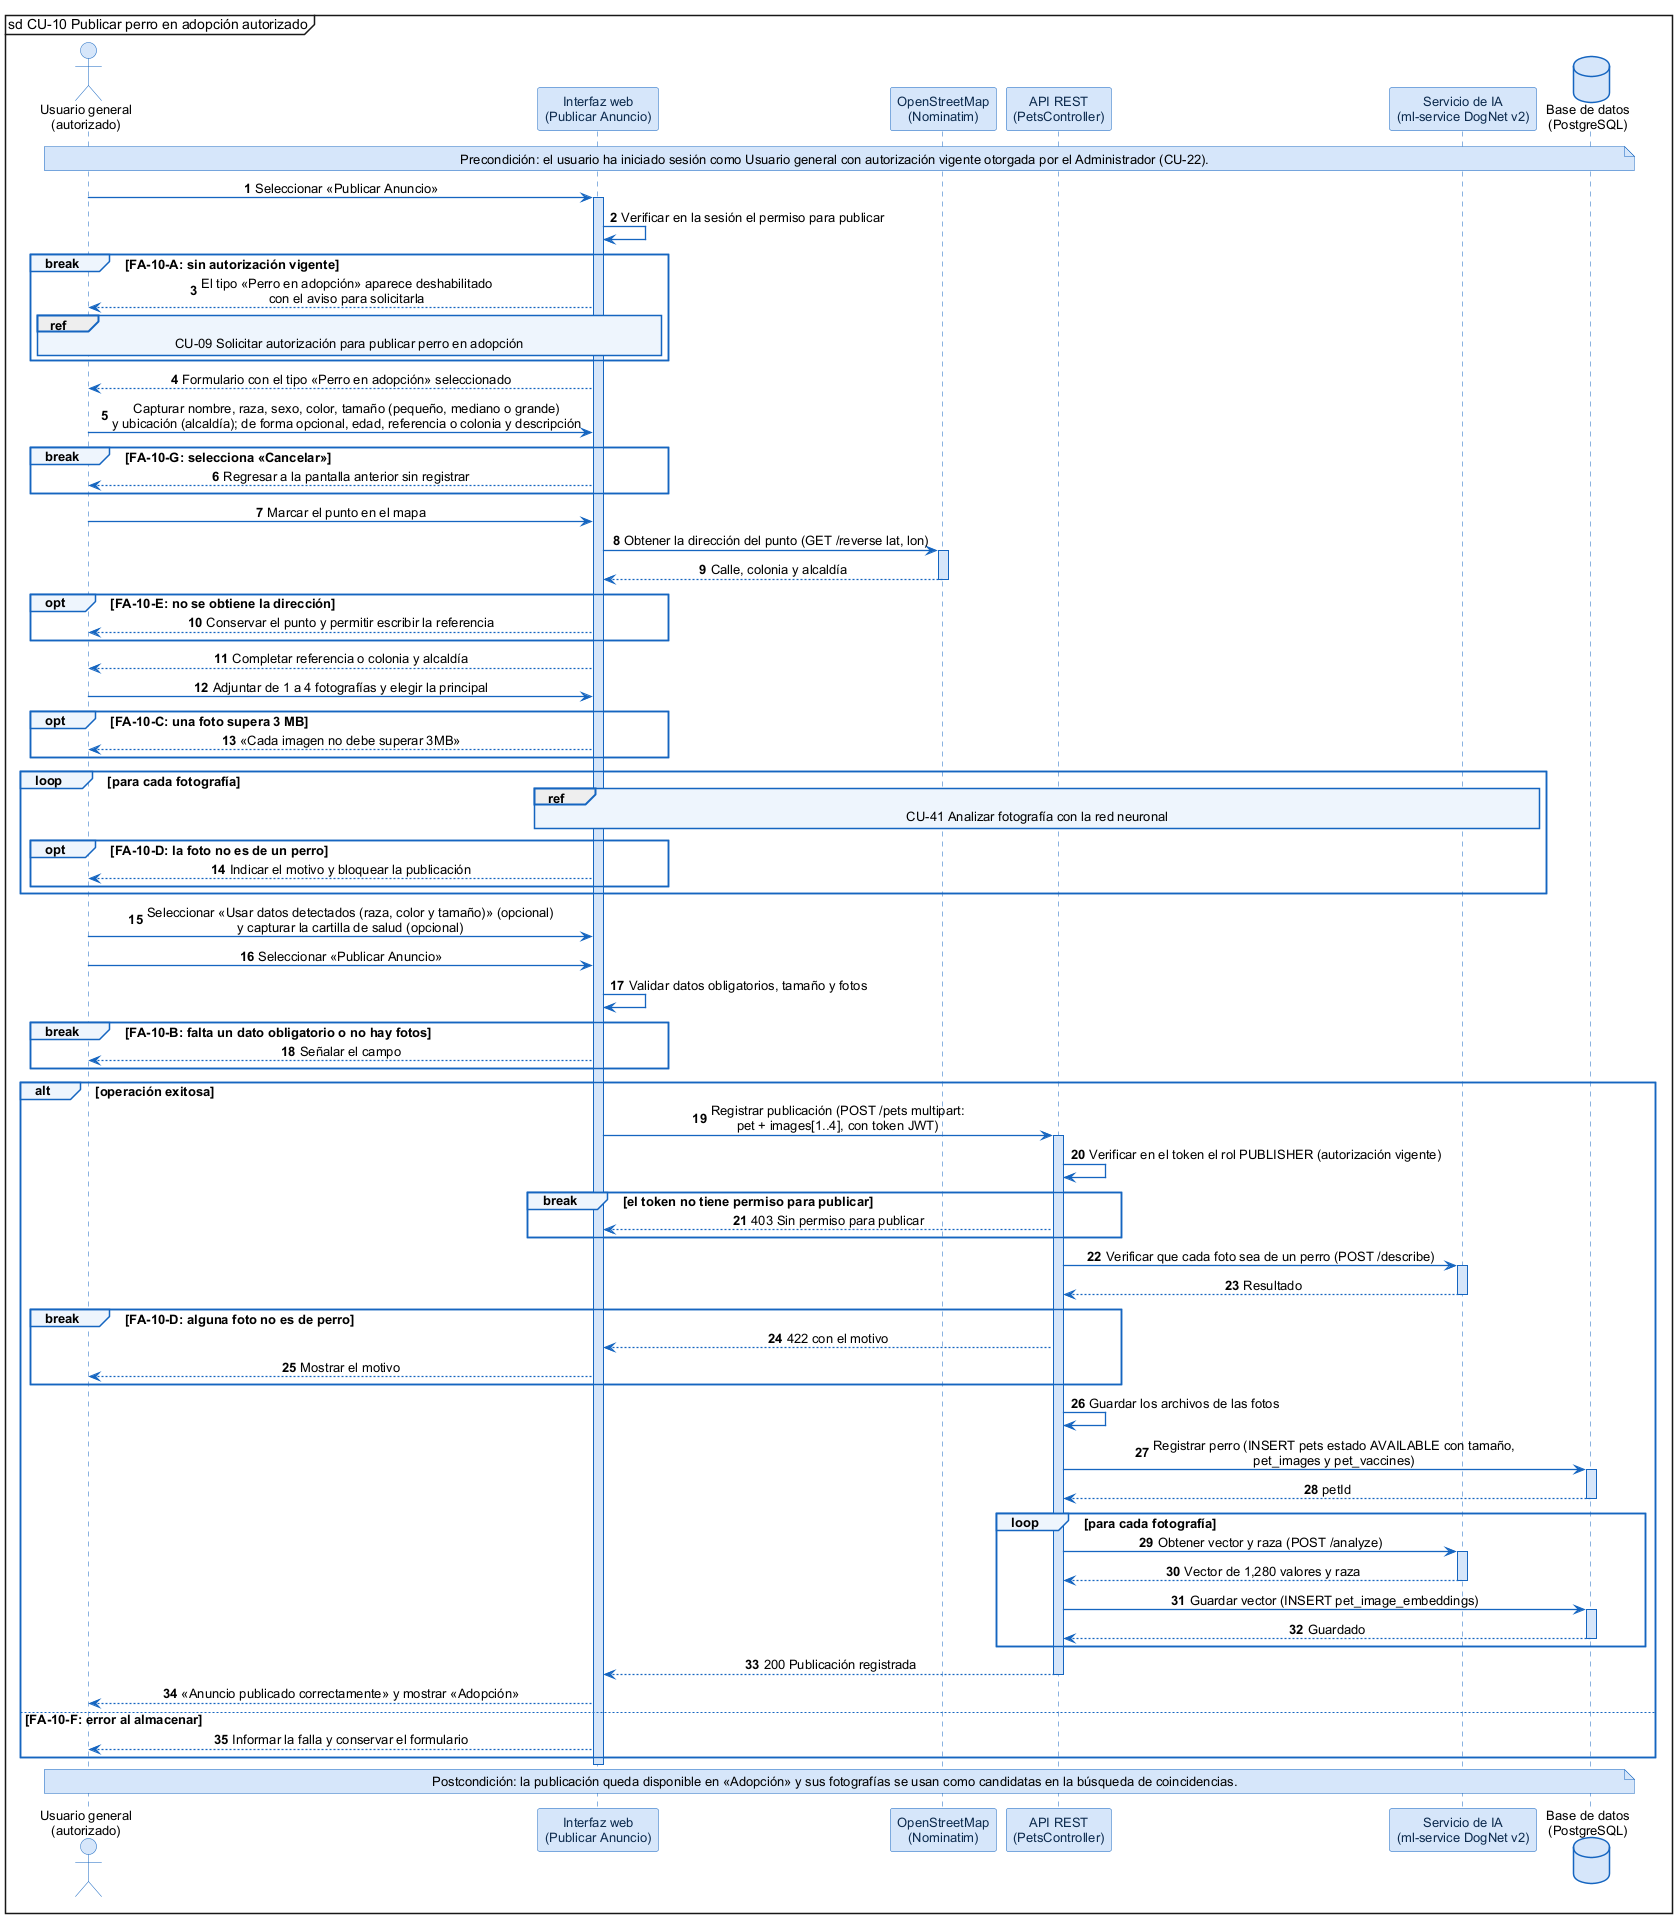 sd CU-10 Publicar perro en adopción autorizado
Usuario general
(autorizado)
Interfaz web
(Publicar Anuncio)
OpenStreetMap
(Nominatim)
API REST
(PetsController)
Servicio de IA
(ml-service DogNet v2)
Base de datos
(PostgreSQL)
Precondición: el usuario ha iniciado sesión como Usuario general con autorización vigente otorgada por el Administrador (CU-22).
1 Seleccionar «Publicar Anuncio»
2 Verificar en la sesión el permiso para publicar
break [FA-10-A: sin autorización vigente]
3 El tipo «Perro en adopción» aparece deshabilitado
con el aviso para solicitarla
ref
CU-09 Solicitar autorización para publicar perro en adopción
4 Formulario con el tipo «Perro en adopción» seleccionado
5 Capturar nombre, raza, sexo, color, tamaño (pequeño, mediano o grande)
y ubicación (alcaldía); de forma opcional, edad, referencia o colonia y descripción
break [FA-10-G: selecciona «Cancelar»]
6 Regresar a la pantalla anterior sin registrar
7 Marcar el punto en el mapa
8 Obtener la dirección del punto (GET /reverse lat, lon)
9 Calle, colonia y alcaldía
opt [FA-10-E: no se obtiene la dirección]
10 Conservar el punto y permitir escribir la referencia
11 Completar referencia o colonia y alcaldía
12 Adjuntar de 1 a 4 fotografías y elegir la principal
opt [FA-10-C: una foto supera 3 MB]
13 «Cada imagen no debe superar 3MB»
loop [para cada fotografía]
ref
CU-41 Analizar fotografía con la red neuronal
opt [FA-10-D: la foto no es de un perro]
14 Indicar el motivo y bloquear la publicación
15 Seleccionar «Usar datos detectados (raza, color y tamaño)» (opcional)
y capturar la cartilla de salud (opcional)
16 Seleccionar «Publicar Anuncio»
17 Validar datos obligatorios, tamaño y fotos
break [FA-10-B: falta un dato obligatorio o no hay fotos]
18 Señalar el campo
alt [operación exitosa]
19 Registrar publicación (POST /pets multipart:
pet + images[1..4], con token JWT)
20 Verificar en el token el rol PUBLISHER (autorización vigente)
break [el token no tiene permiso para publicar]
21 403 Sin permiso para publicar
22 Verificar que cada foto sea de un perro (POST /describe)
23 Resultado
break [FA-10-D: alguna foto no es de perro]
24 422 con el motivo
25 Mostrar el motivo
26 Guardar los archivos de las fotos
27 Registrar perro (INSERT pets estado AVAILABLE con tamaño,
pet_images y pet_vaccines)
28 petId
loop [para cada fotografía]
29 Obtener vector y raza (POST /analyze)
30 Vector de 1,280 valores y raza
31 Guardar vector (INSERT pet_image_embeddings)
32 Guardado
33 200 Publicación registrada
34 «Anuncio publicado correctamente» y mostrar «Adopción»
[FA-10-F: error al almacenar]
35 Informar la falla y conservar el formulario
Postcondición: la publicación queda disponible en «Adopción» y sus fotografías se usan como candidatas en la búsqueda de coincidencias.
Usuario general
(autorizado)
Interfaz web
(Publicar Anuncio)
OpenStreetMap
(Nominatim)
API REST
(PetsController)
Servicio de IA
(ml-service DogNet v2)
Base de datos
(PostgreSQL)